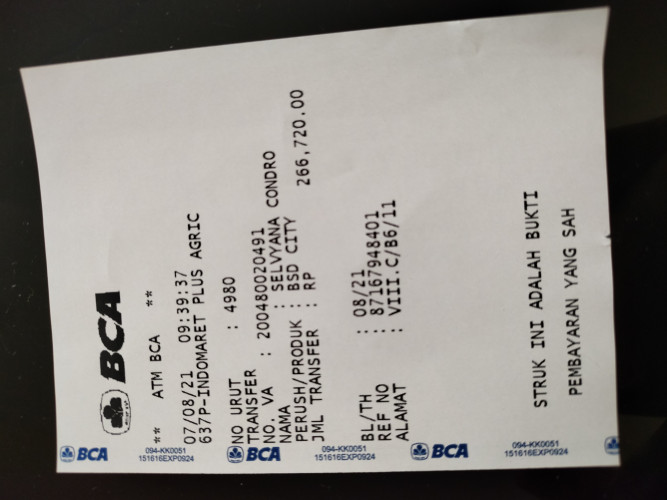 BCA
** ATM BCA **
07/08/21 09:39:37
637P-INDOMARET PLUS AGRIC
NO URUT : 4980
TRANSFER
NO. VA : 200480020491
NAMA : SELVYANA CONDRO
PERUSH/PRODUK : BSD CITY
JML TRANSFER : RP 266,720.00
BL/TH : 08/21
REF NO : 87167948401
ALAMAT : VIII.C/B6/11
STRUK INI ADALAH BUKTI
PEMBAYARAN YANG SAH
BCA
094-KK0051
151616EXP0924
BCA
094-KK0051
151616EXP0924
BCA
094-KK0051
151616EXP0924